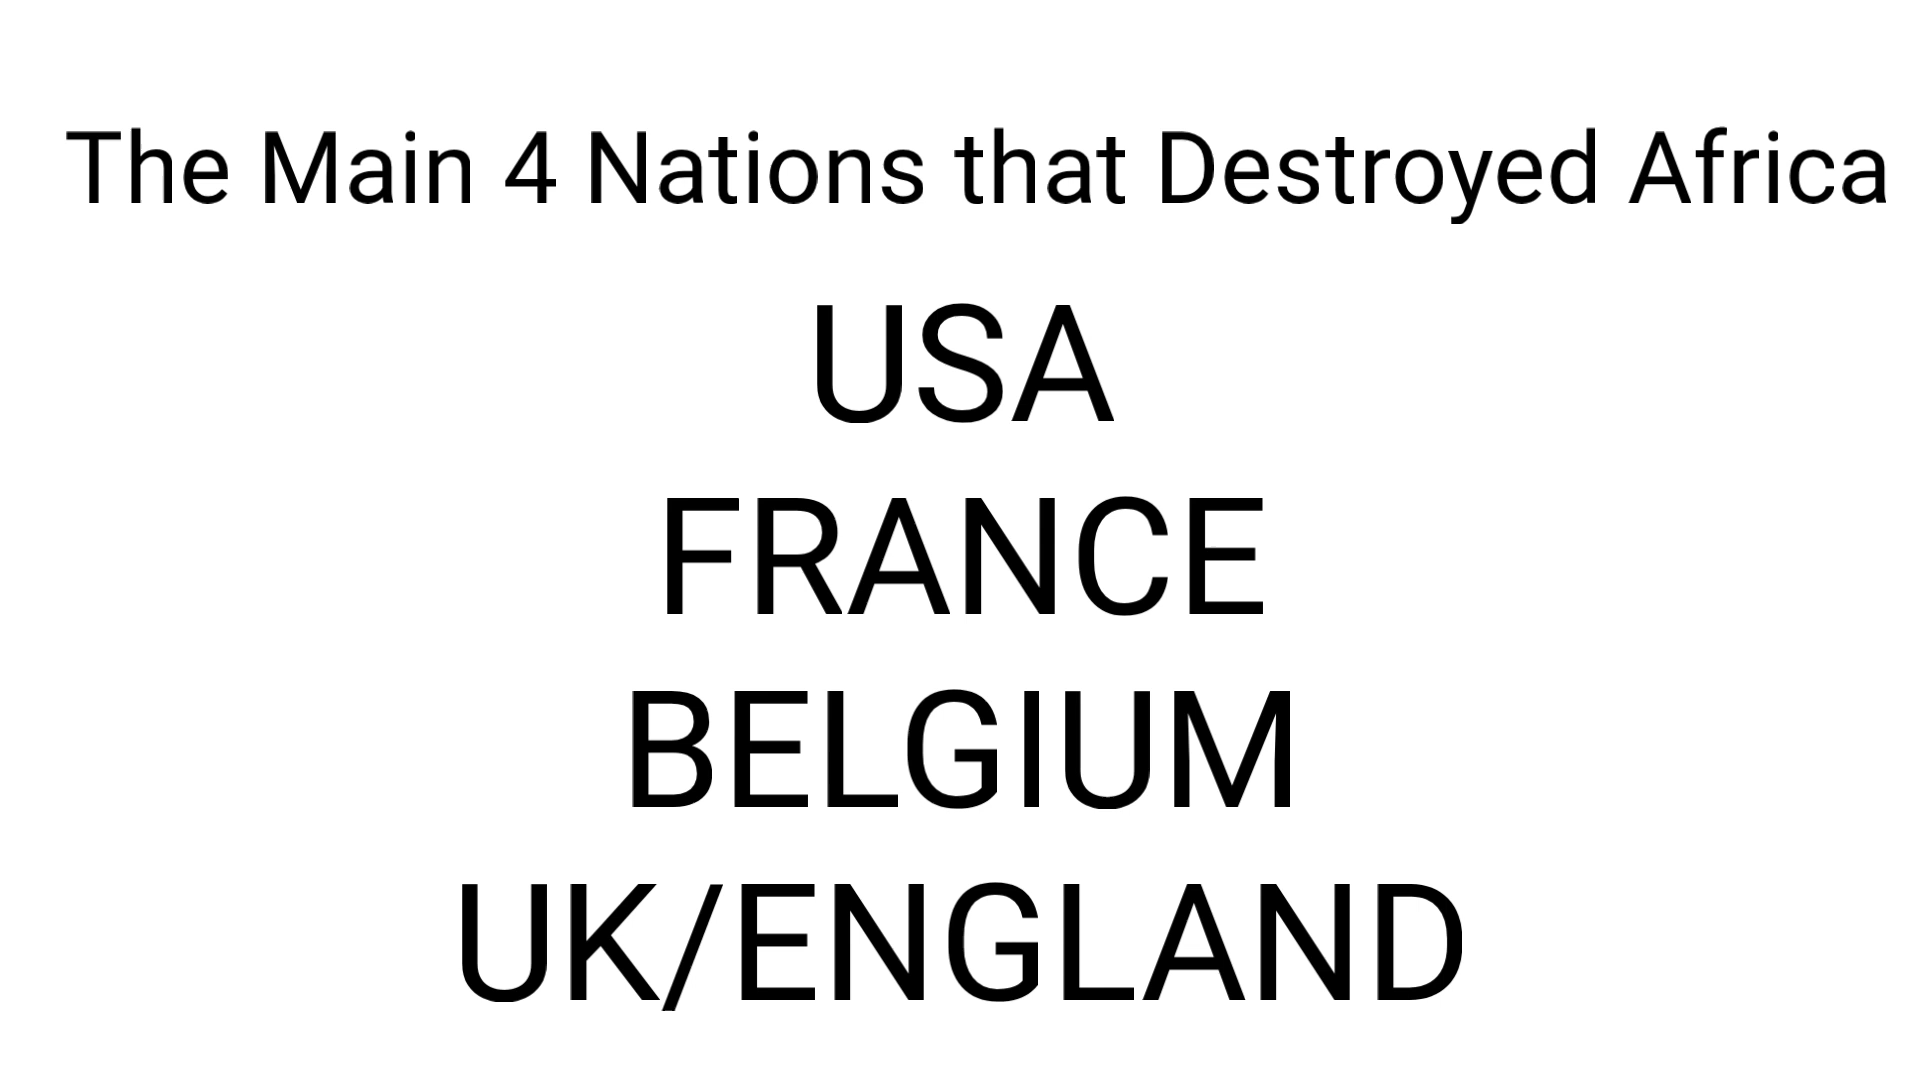 The Main 4 Nations that Destroyed Africa
USA
FRANCE
BELGIUM
UK/ENGLAND